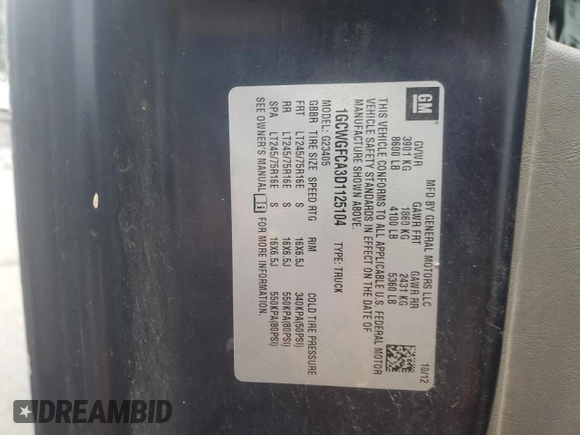 GM
MFD BY GENERAL MOTORS LLC
10/12
GVWR GAWR FRT GAWR RR
3901 KG 1860 KG 2431 KG
8600 LB 4100 LB 5360 LB
THIS VEHICLE CONFORMS TO ALL APPLICABLE U.S. FEDERAL MOTOR
VEHICLE SAFETY STANDARDS IN EFFECT ON THE DATE OF
MANUFACTURE SHOWN ABOVE.
1GCWGFCA3D1125104 TYPE: TRUCK
MODEL: G23405
GBBR TIRE SIZE SPEED RTG RIM COLD TIRE PRESSURE
FRT LT245/75R16E S 16X6.5J 340KPA(50PSI)
RR LT245/75R16E S 16X6.5J 550KPA(80PSI)
SPA LT245/75R16E S 16X6.5J 550KPA(80PSI)
SEE OWNER'S MANUAL FOR MORE INFORMATION.
DREAMBID